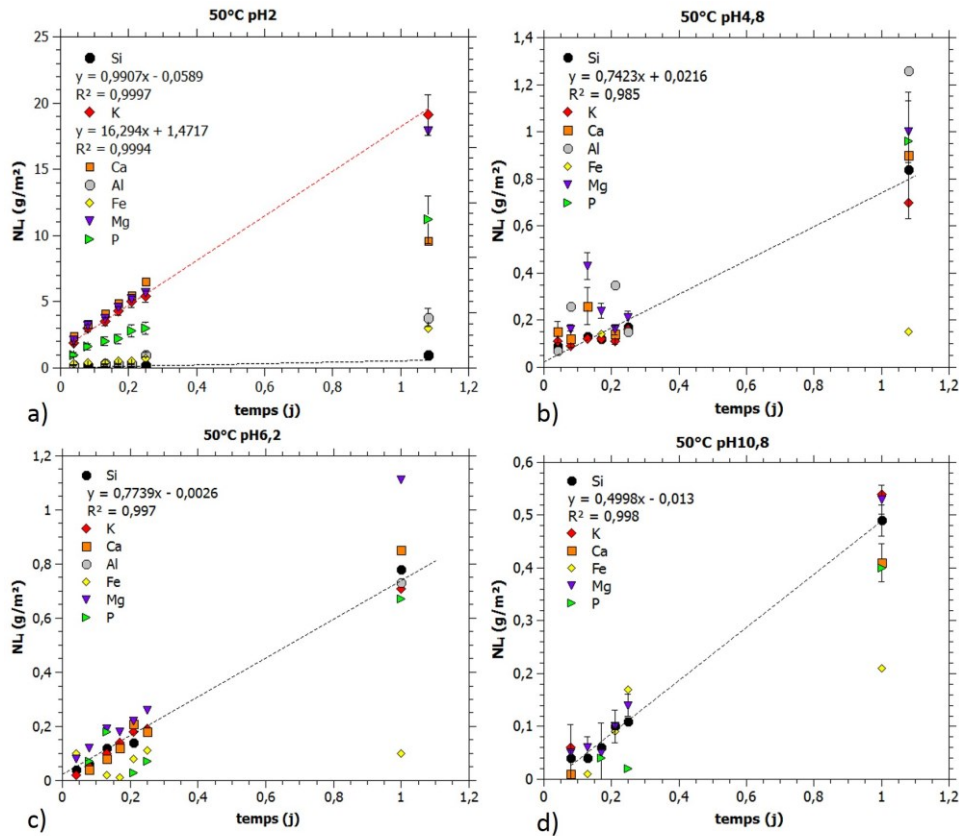 50°C pH2
25
20
15
10
5
0
NLᵢ (g/m²)
Si
y = 0,9907x - 0,0589
R² = 0,9997
K
y = 16,294x + 1,4717
R² = 0,9994
Ca
Al
Fe
Mg
P
0 0,2 0,4 0,6 0,8 1 1,2
temps (j)
a)
50°C pH4,8
1,4
1,2
1
0,8
0,6
0,4
0,2
0
NLᵢ (g/m²)
Si
y = 0,7423x + 0,0216
R² = 0,985
K
Ca
Al
Fe
Mg
P
0 0,2 0,4 0,6 0,8 1 1,2
temps (j)
b)
50°C pH6,2
1,2
1
0,8
0,6
0,4
0,2
0
NLᵢ (g/m²)
Si
y = 0,7739x - 0,0026
R² = 0,997
K
Ca
Al
Fe
Mg
P
0 0,2 0,4 0,6 0,8 1 1,2
temps (j)
c)
50°C pH10,8
0,6
0,5
0,4
0,3
0,2
0,1
0
NLᵢ (g/m²)
Si
y = 0,4998x - 0,013
R² = 0,998
K
Ca
Fe
Mg
P
0 0,2 0,4 0,6 0,8 1 1,2
temps (j)
d)